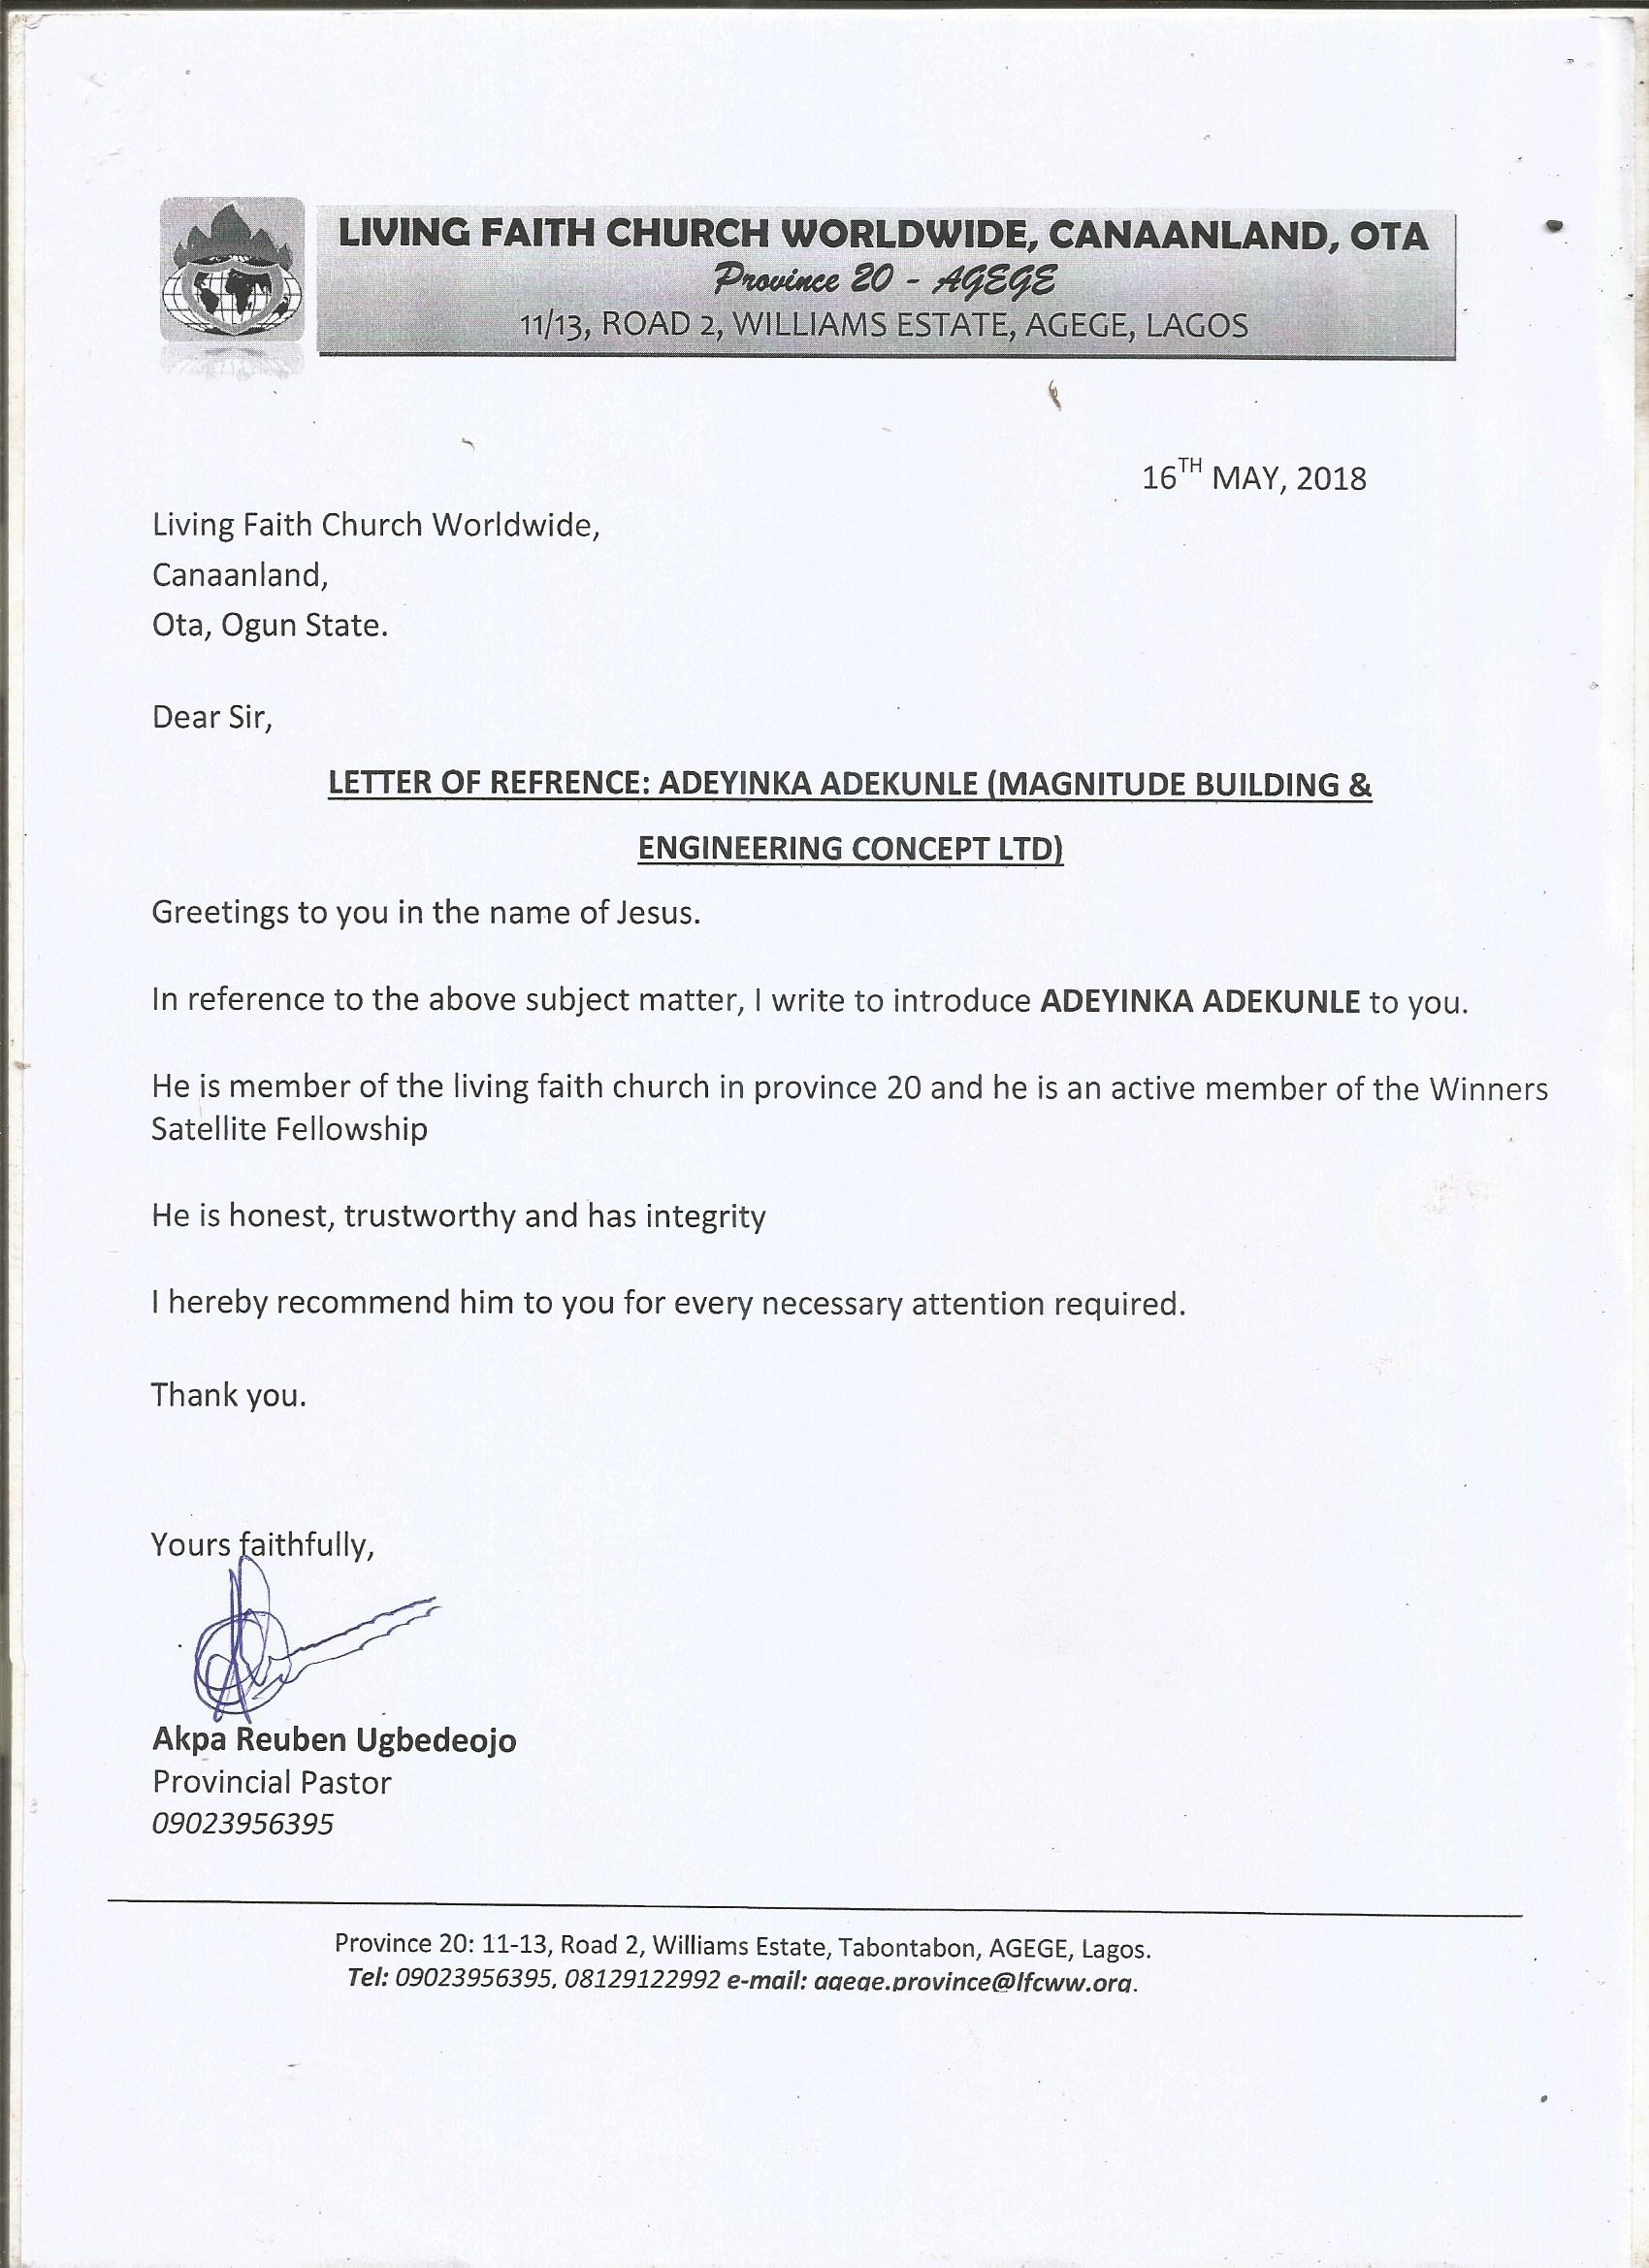 LIVING FAITH CHURCH WORLDWIDE, CANAANLAND, OTA
Province 20 - AGEGE
11/13, ROAD 2, WILLIAMS ESTATE, AGEGE, LAGOS
16TH MAY, 2018
Living Faith Church Worldwide,
Canaanland,
Ota, Ogun State.
Dear Sir,
LETTER OF REFRENCE: ADEYINKA ADEKUNLE (MAGNITUDE BUILDING &
ENGINEERING CONCEPT LTD)
Greetings to you in the name of Jesus.
In reference to the above subject matter, I write to introduce ADEYINKA ADEKUNLE to you.
He is member of the living faith church in province 20 and he is an active member of the Winners
Satellite Fellowship
He is honest, trustworthy and has integrity
I hereby recommend him to you for every necessary attention required.
Thank you.
Yours faithfully,
Akpa Reuben Ugbedeojo
Provincial Pastor
09023956395
Province 20: 11-13, Road 2, Williams Estate, Tabontabon, AGEGE, Lagos.
Tel: 09023956395, 08129122992 e-mail: agege.province@lfcww.org.